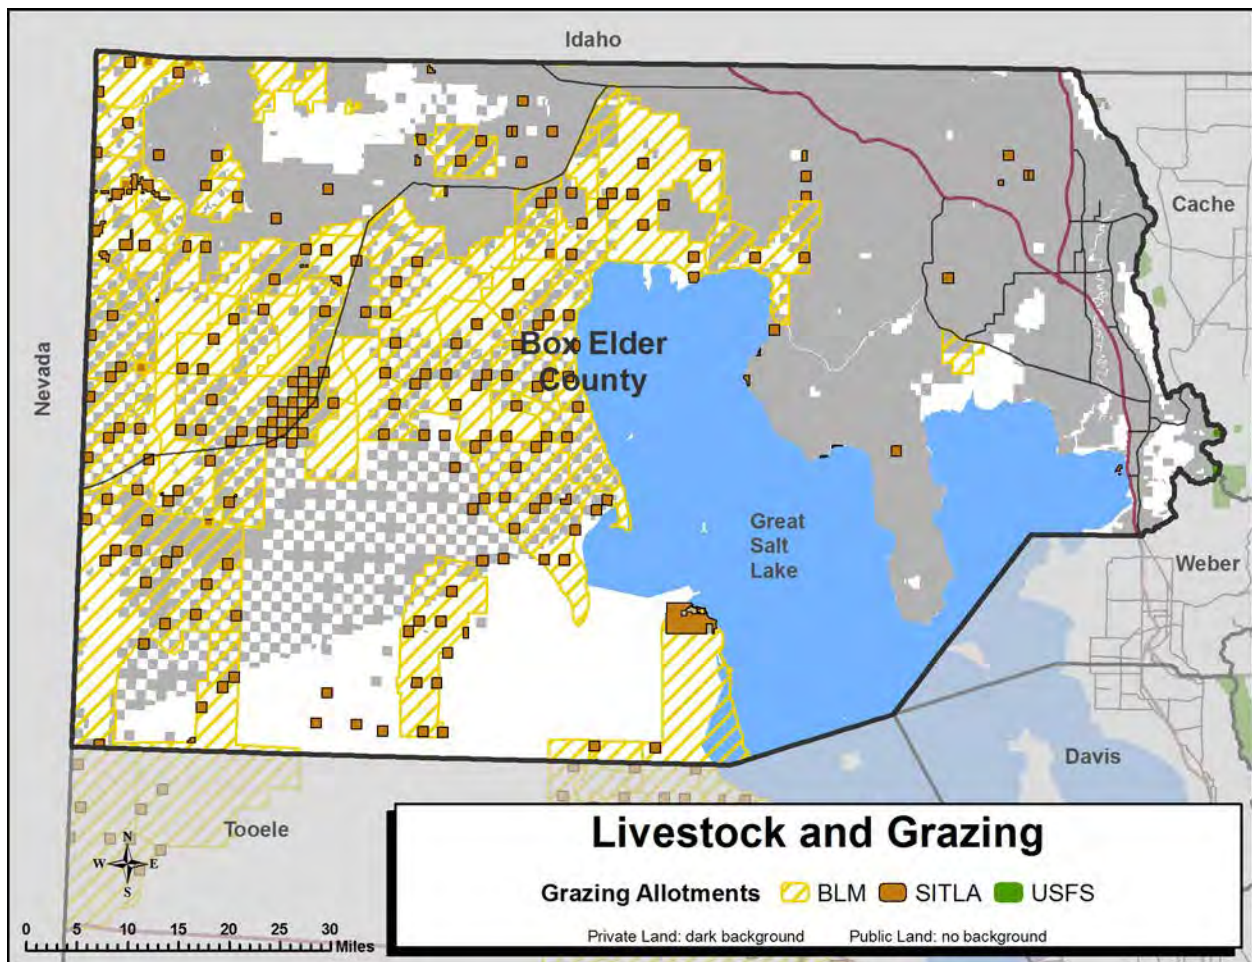 Idaho
Cache
Nevada
Box Elder
County
Great
Salt
Lake
Weber
Davis
Tooele
N
W E
S
0 5 10 15 20 25 30
Miles
Livestock and Grazing
Grazing Allotments BLM SITLA USFS
Private Land: dark background Public Land: no background